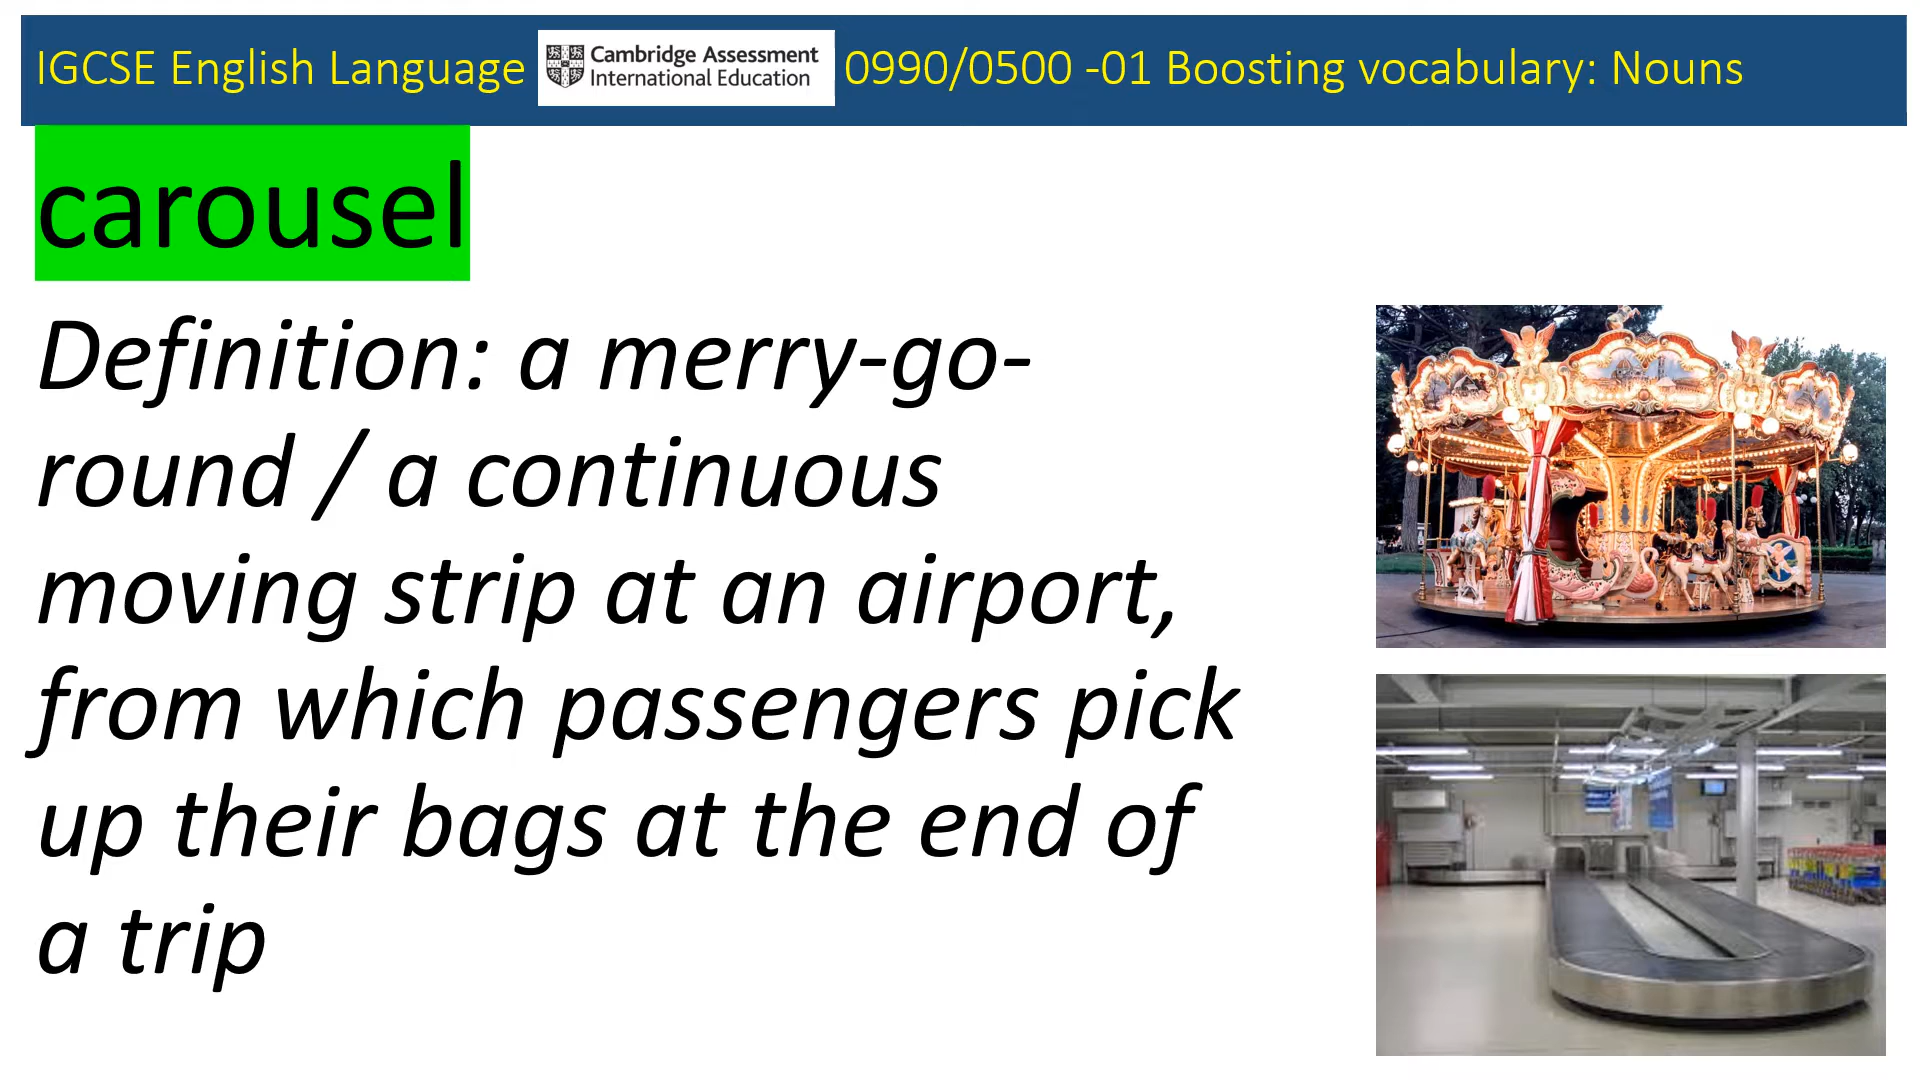 IGCSE English Language Cambridge Assessment International Education 0990/0500 -01 Boosting vocabulary: Nouns
carousel
Definition: a merry-go-
round / a continuous
moving strip at an airport,
from which passengers pick
up their bags at the end of
a trip